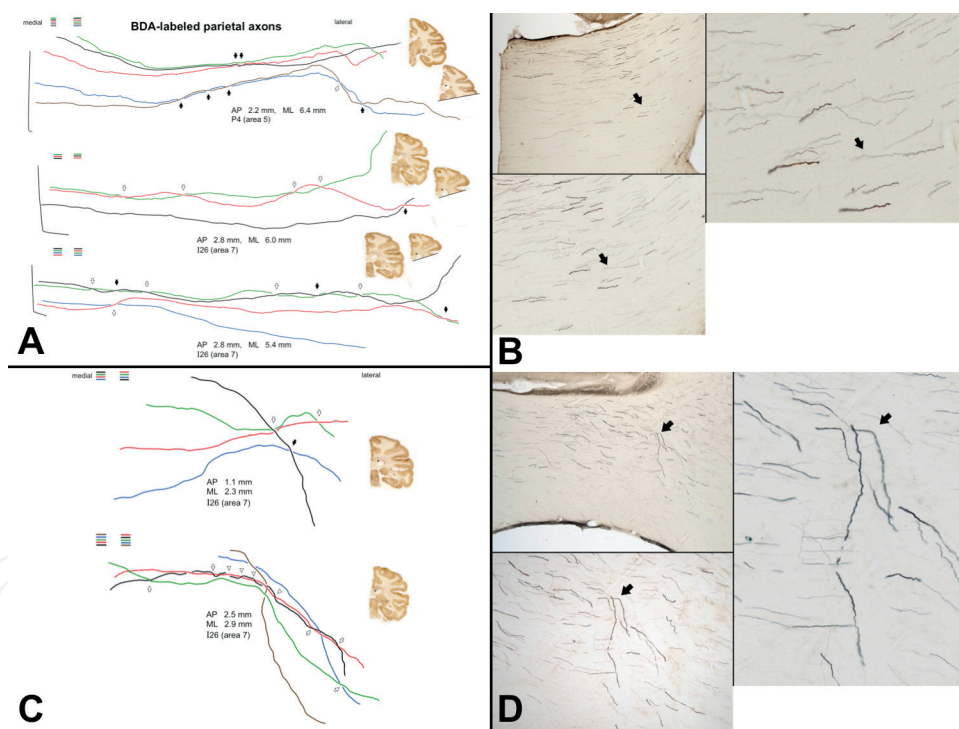 BDA-labeled parietal axons
medial
lateral
AP 2.2 mm, ML 6.4 mm
P4 (area 5)
AP 2.8 mm, ML 6.0 mm
I26 (area 7)
AP 2.8 mm, ML 5.4 mm
I26 (area 7)
A
B
medial
lateral
AP 1.1 mm
ML 2.3 mm
I26 (area 7)
AP 2.5 mm
ML 2.9 mm
I26 (area 7)
C
D